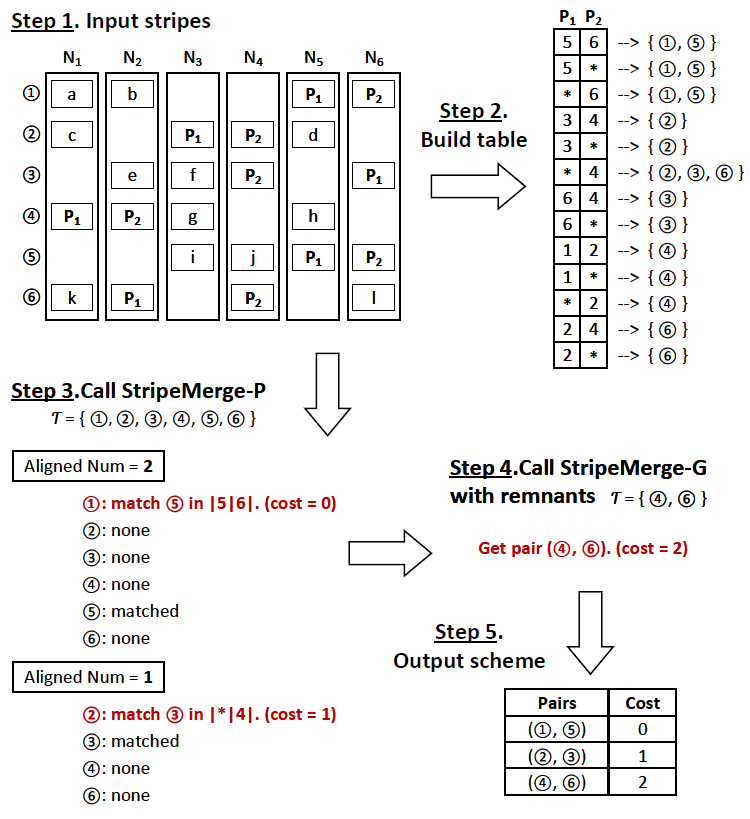 Step 1. Input stripes
N1 N2 N3 N4 N5 N6
① a b P1 P2
② c P1 P2 d
③ e f P2 P1
④ P1 P2 g h
⑤ i j P1 P2
⑥ k P1 P2 l
Step 2.
Build table
P1 P2
5 6 --> { ①, ⑤ }
5 * --> { ①, ⑤ }
* 6 --> { ①, ⑤ }
3 4 --> { ② }
3 * --> { ② }
* 4 --> { ②, ③, ⑥ }
6 4 --> { ③ }
6 * --> { ③ }
1 2 --> { ④ }
1 * --> { ④ }
* 2 --> { ④ }
2 4 --> { ⑥ }
2 * --> { ⑥ }
Step 3.Call StripeMerge-P
𝒯 = { ①, ②, ③, ④, ⑤, ⑥ }
Aligned Num = 2
①: match ⑤ in |5|6|. (cost = 0)
②: none
③: none
④: none
⑤: matched
⑥: none
Aligned Num = 1
②: match ③ in |*|4|. (cost = 1)
③: matched
④: none
⑥: none
Step 4.Call StripeMerge-G
with remnants 𝒯 = { ④, ⑥ }
Get pair (④, ⑥). (cost = 2)
Step 5.
Output scheme
Pairs Cost
(①, ⑤) 0
(②, ③) 1
(④, ⑥) 2